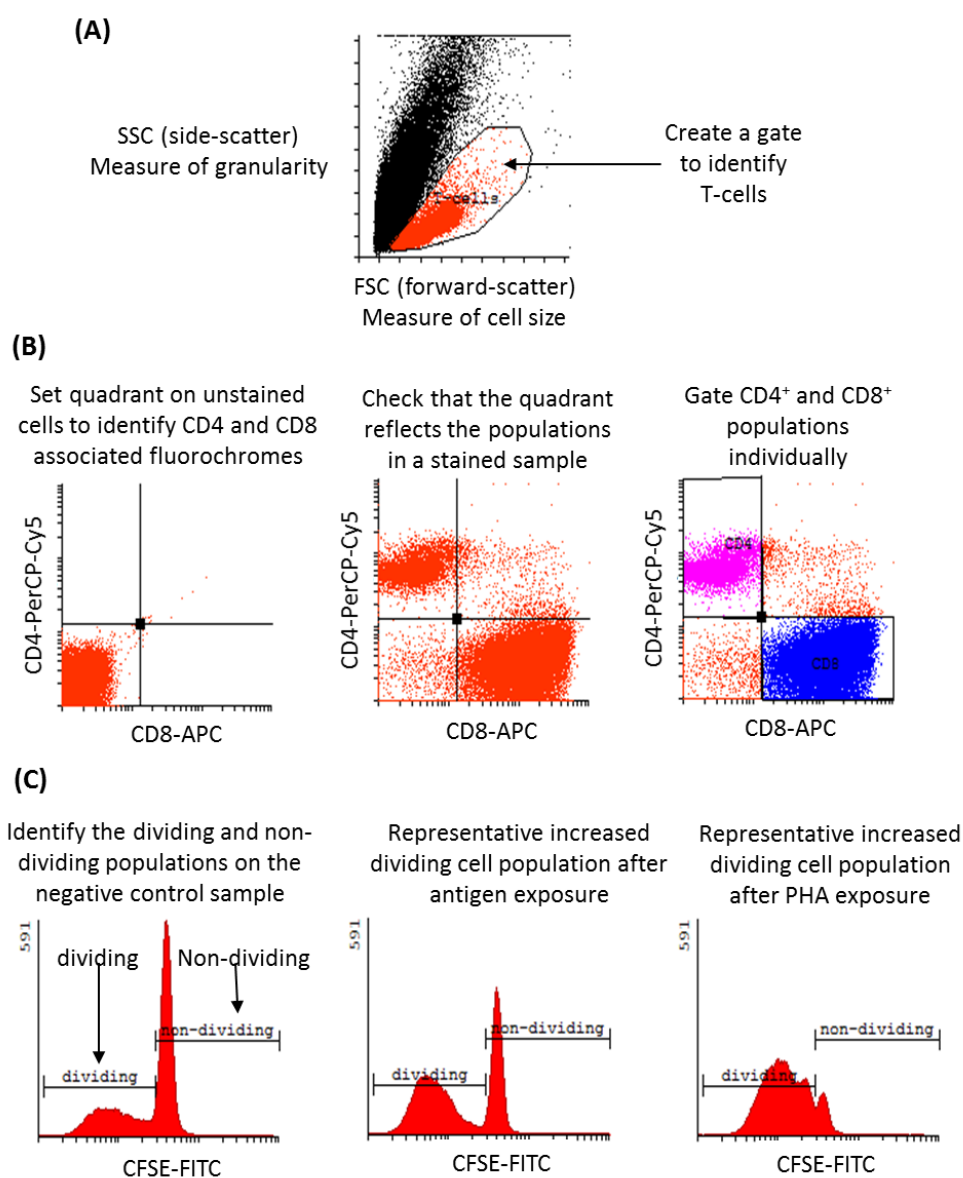 (A)
SSC (side-scatter)
Measure of granularity
T-cells
Create a gate
to identify
T-cells
FSC (forward-scatter)
Measure of cell size
(B)
Set quadrant on unstained
cells to identify CD4 and CD8
associated fluorochromes
CD4-PerCP-Cy5
CD8-APC
Check that the quadrant
reflects the populations
in a stained sample
CD4-PerCP-Cy5
CD8-APC
Gate CD4⁺ and CD8⁺
populations
individually
CD4-PerCP-Cy5
CD4
CD8
CD8-APC
(C)
Identify the dividing and non-
dividing populations on the
negative control sample
591
dividing
Non-dividing
non-dividing
dividing
CFSE-FITC
Representative increased
dividing cell population after
antigen exposure
591
non-dividing
dividing
CFSE-FITC
Representative increased
dividing cell population
after PHA exposure
591
non-dividing
dividing
CFSE-FITC